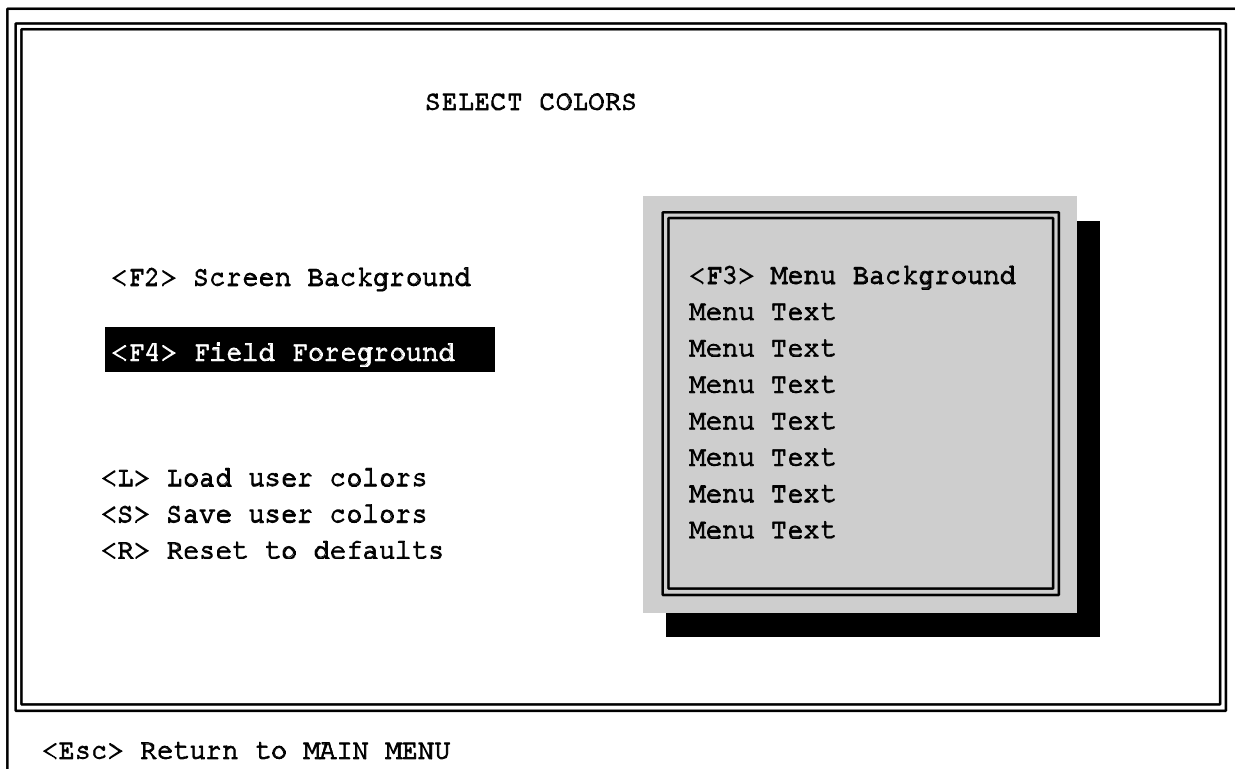 SELECT COLORS
<F2> Screen Background
<F4> Field Foreground
<L> Load user colors
<S> Save user colors
<R> Reset to defaults
<F3> Menu Background
Menu Text
Menu Text
Menu Text
Menu Text
Menu Text
Menu Text
Menu Text
<Esc> Return to MAIN MENU